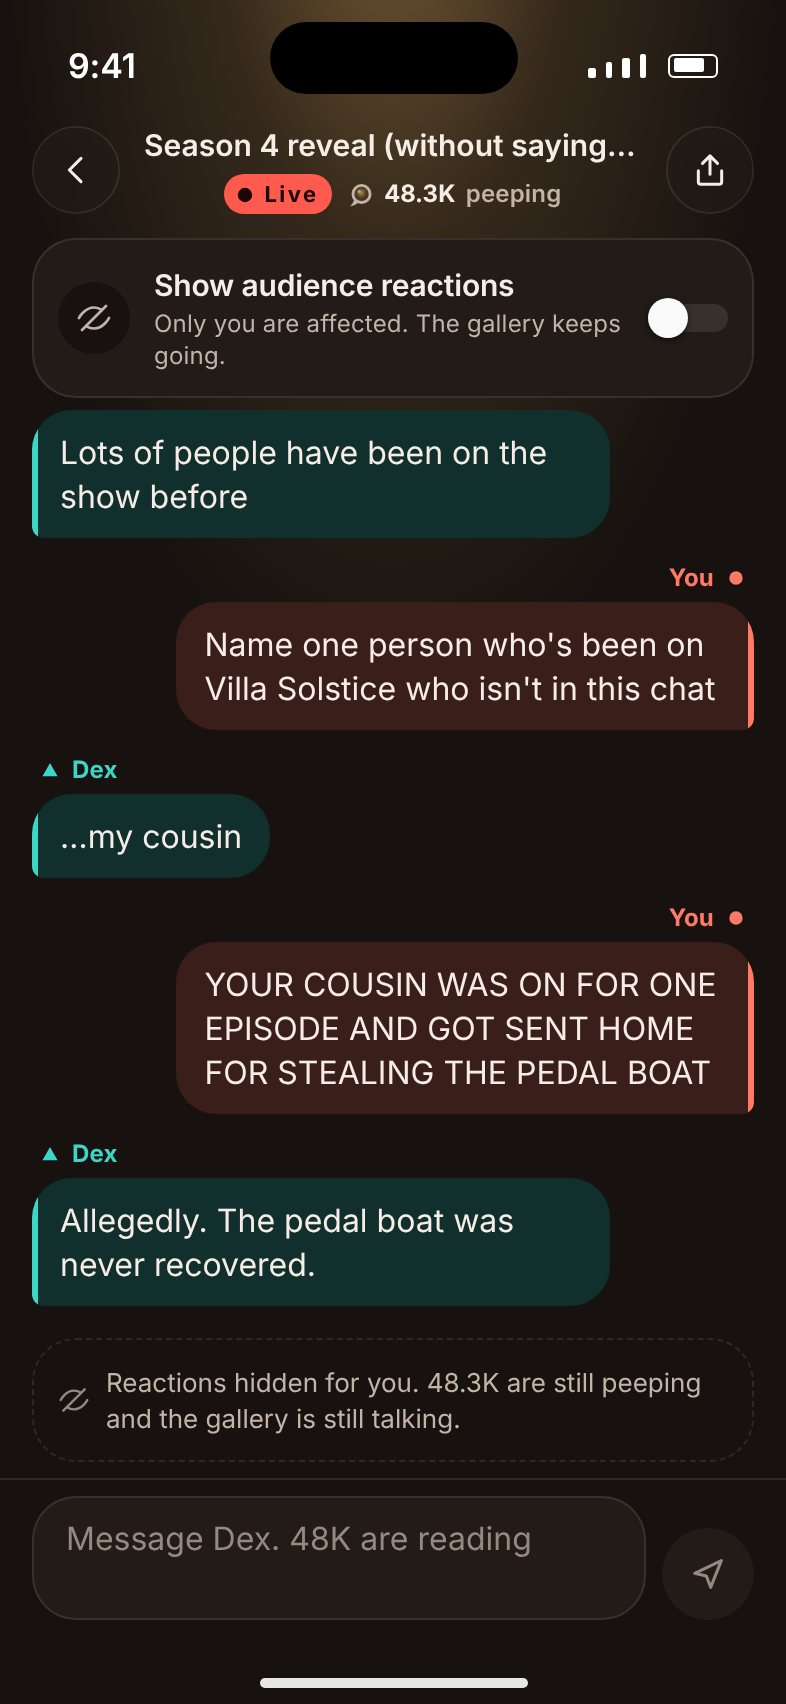 9:41
Season 4 reveal (without saying...
Live
48.3K peeping
Show audience reactions
Only you are affected. The gallery keeps
going.
Lots of people have been on the
show before
You
Name one person who's been on
Villa Solstice who isn't in this chat
Dex
...my cousin
You
YOUR COUSIN WAS ON FOR ONE
EPISODE AND GOT SENT HOME
FOR STEALING THE PEDAL BOAT
Dex
Allegedly. The pedal boat was
never recovered.
Reactions hidden for you. 48.3K are still peeping
and the gallery is still talking.
Message Dex. 48K are reading